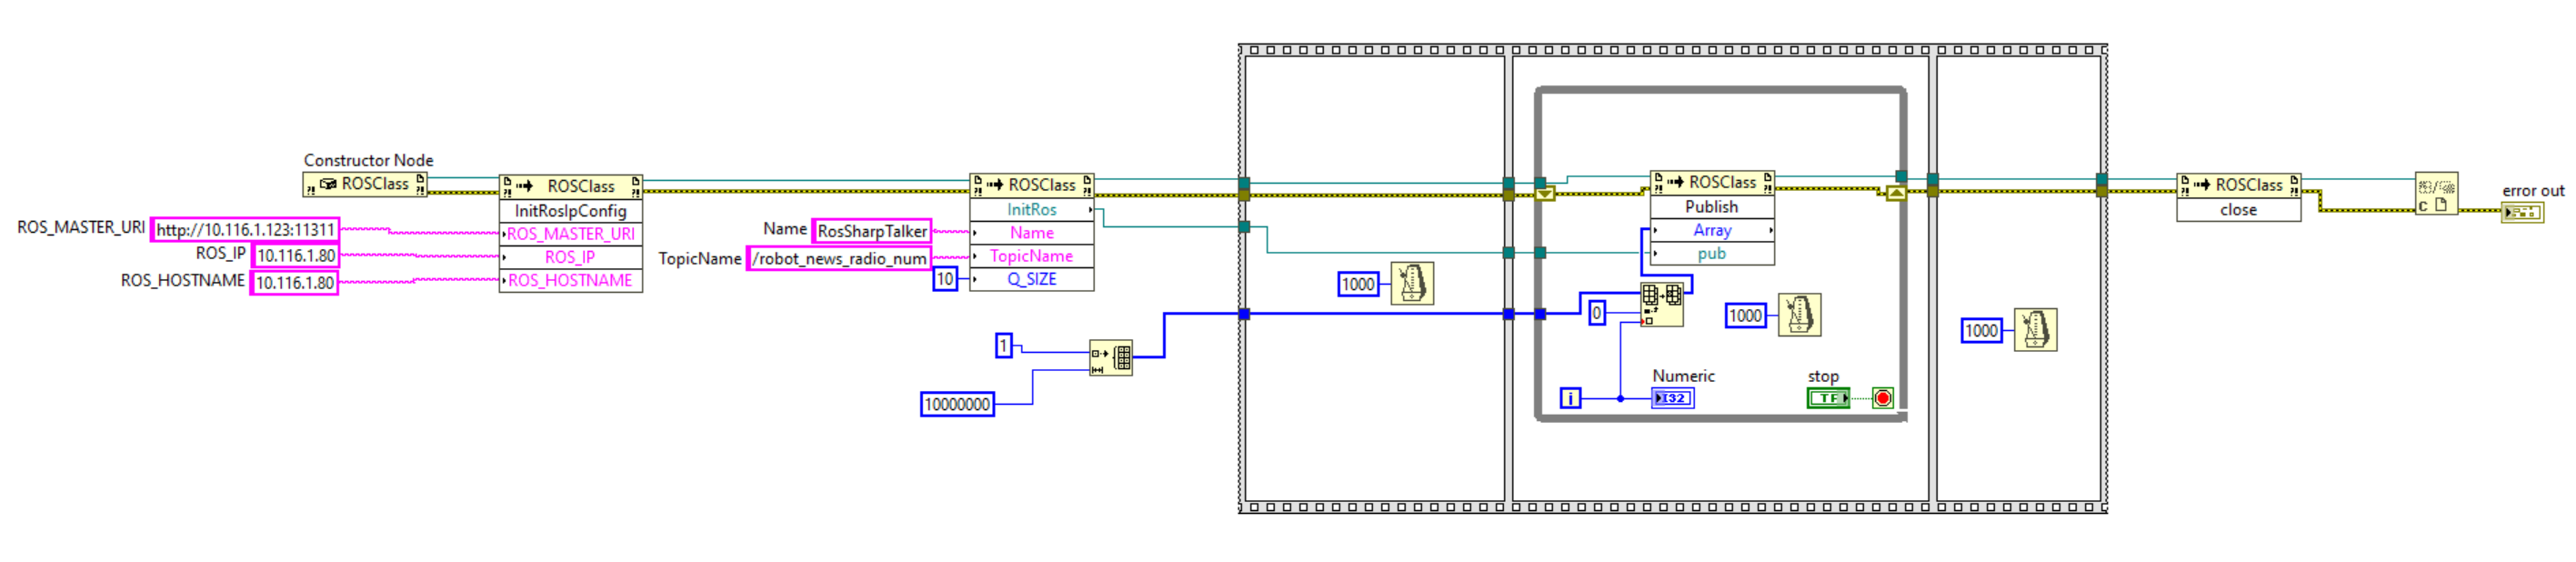 Constructor Node
ROSClass
ROS_MASTER_URI http://10.116.1.123:11311
ROS_IP 10.116.1.80
ROS_HOSTNAME 10.116.1.80
ROSClass
InitRosIpConfig
ROS_MASTER_URI
ROS_IP
ROS_HOSTNAME
Name RosSharpTalker
TopicName /robot_news_radio_num
10
ROSClass
InitRos
Name
TopicName
Q_SIZE
1
10000000
1000
ROSClass
Publish
Array
pub
0
1000
i
Numeric
I32
stop
TF
1000
ROSClass
close
C
error out